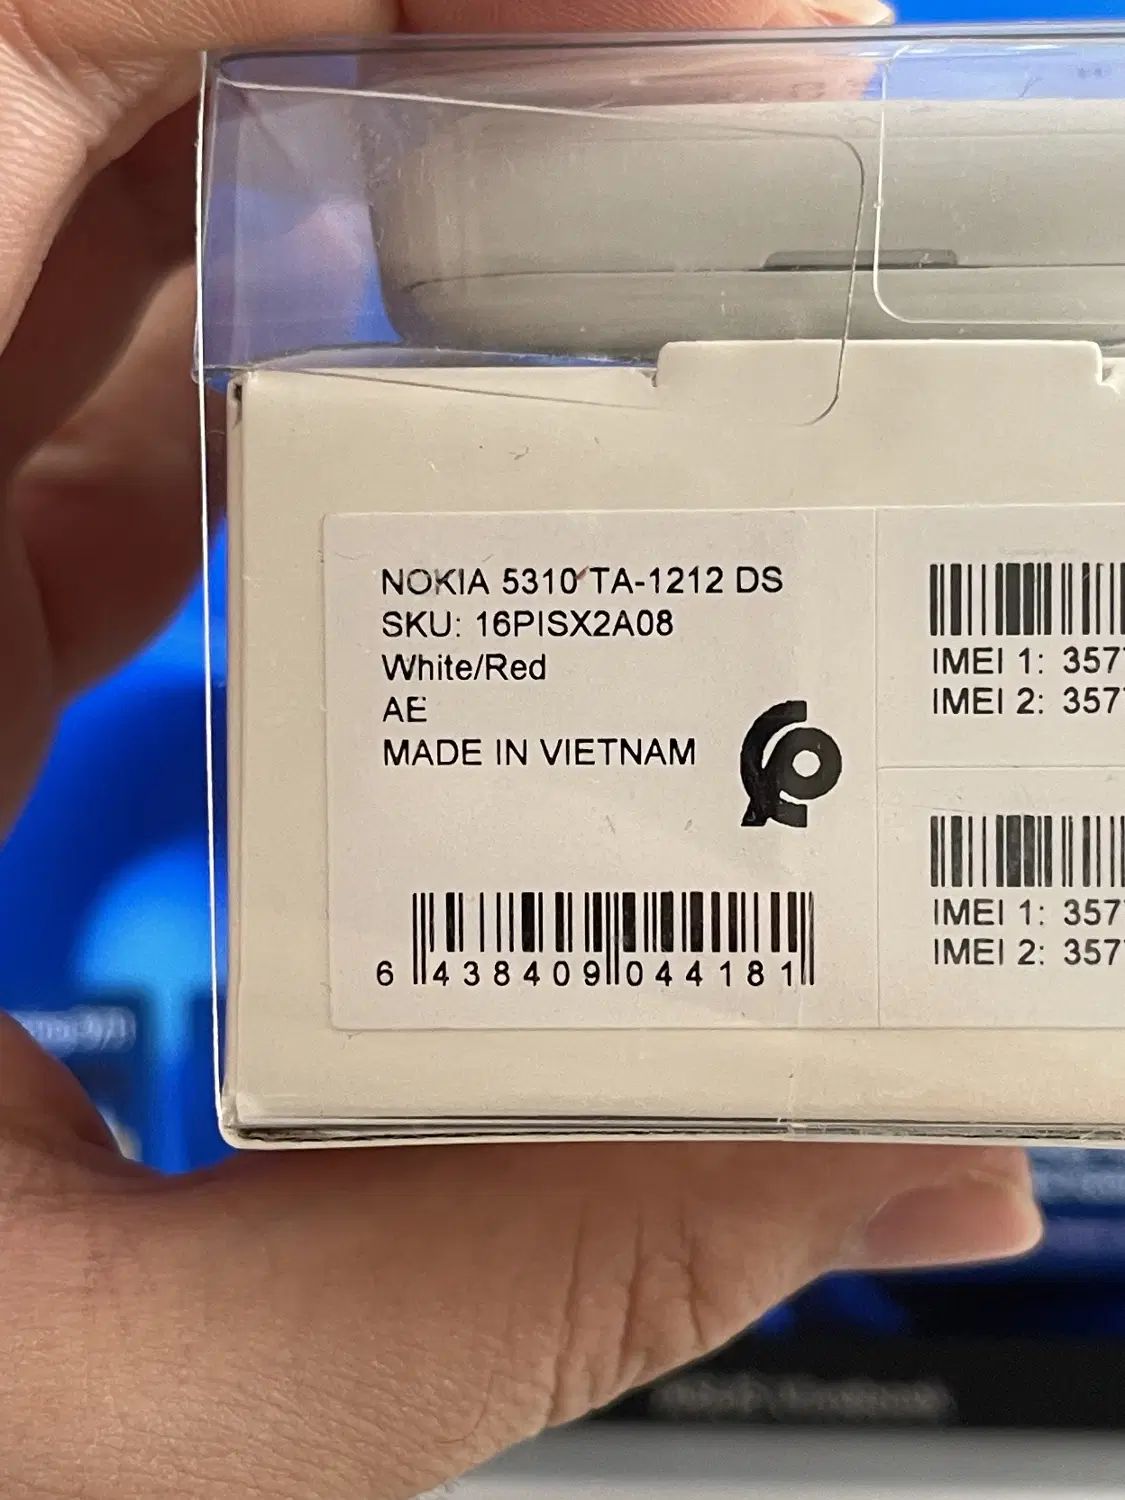 NOKIA 5310 TA-1212 DS
SKU: 16PISX2A08
White/Red
AE
MADE IN VIETNAM
6 438409 044181
IMEI 1: 357
IMEI 2: 357
IMEI 1: 357
IMEI 2: 357